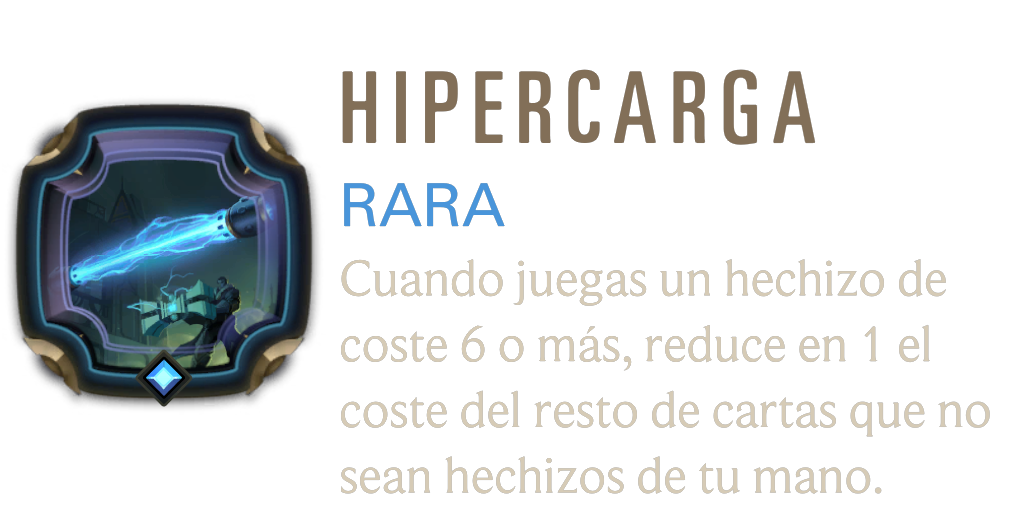 HIPERCARGA
RARA
Cuando juegas un hechizo de
coste 6 o más, reduce en 1 el
coste del resto de cartas que no
sean hechizos de tu mano.